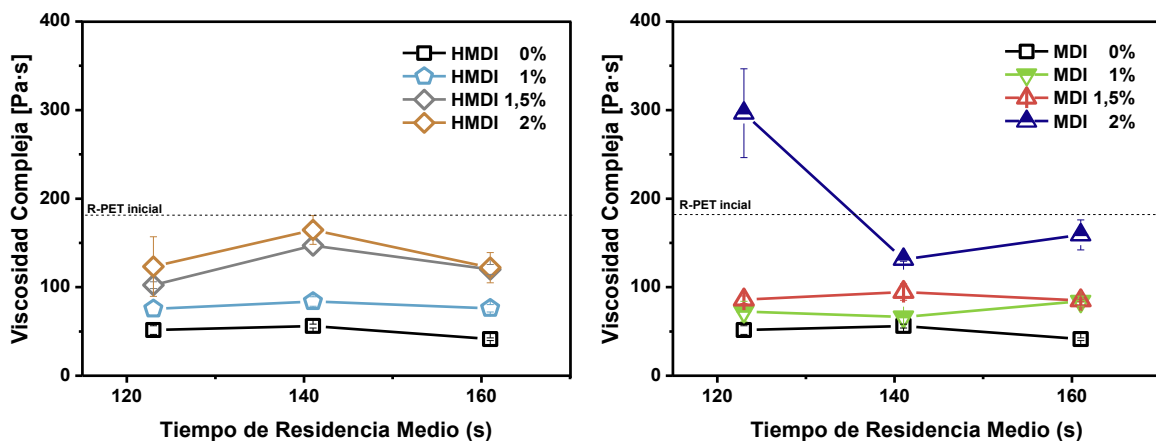 Viscosidad Compleja [Pa·s]
400
300
200
100
0
HMDI 0%
HMDI 1%
HMDI 1,5%
HMDI 2%
R-PET inicial
120
140
160
Tiempo de Residencia Medio (s)
Viscosidad Compleja [Pa·s]
400
300
200
100
0
MDI 0%
MDI 1%
MDI 1,5%
MDI 2%
R-PET incial
120
140
160
Tiempo de Residencia Medio (s)